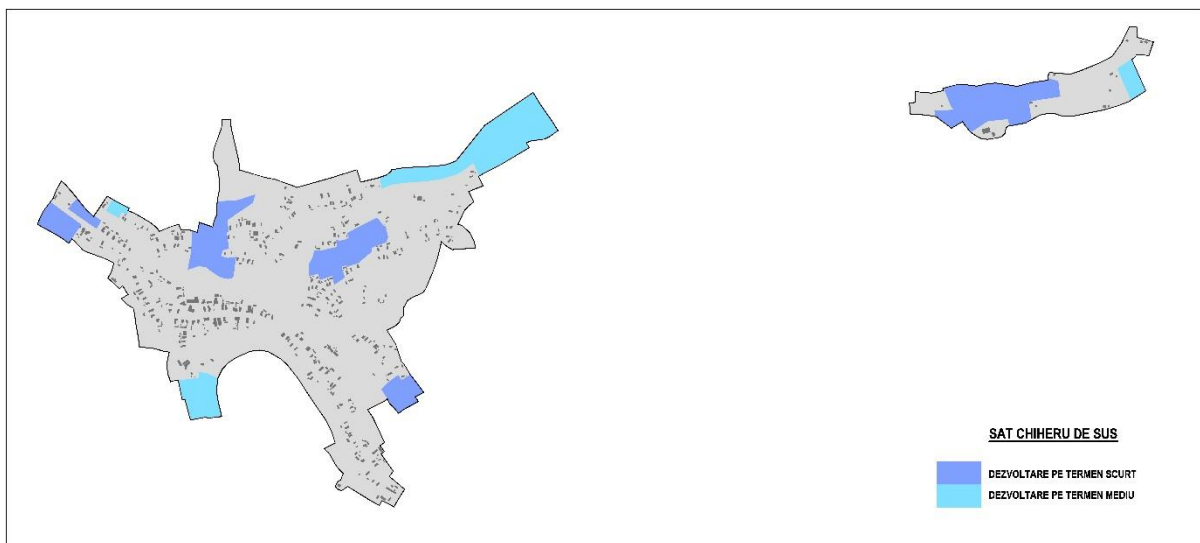 SAT CHIHERU DE SUS
DEZVOLTARE PE TERMEN SCURT
DEZVOLTARE PE TERMEN MEDIU